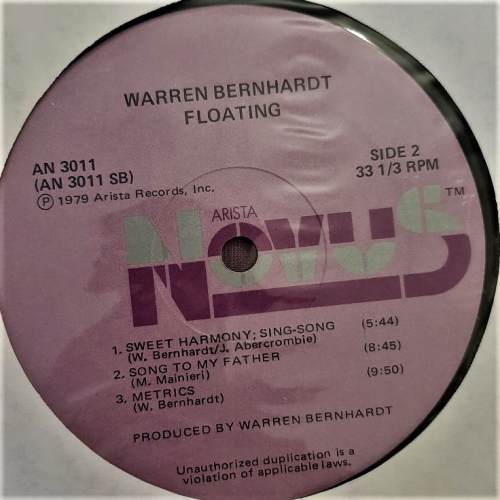 WARREN BERNHARDT
FLOATING
AN 3011
(AN 3011 SB)
Ⓟ 1979 Arista Records, Inc.
SIDE 2
33 1/3 RPM
ARISTA
NOVUS™
1. SWEET HARMONY; SING-SONG (5:44)
(W. Bernhardt/J. Abercrombie)
2. SONG TO MY FATHER (8:45)
(M. Mainieri)
3. METRICS (9:50)
(W. Bernhardt)
PRODUCED BY WARREN BERNHARDT
Unauthorized duplication is a
violation of applicable laws.